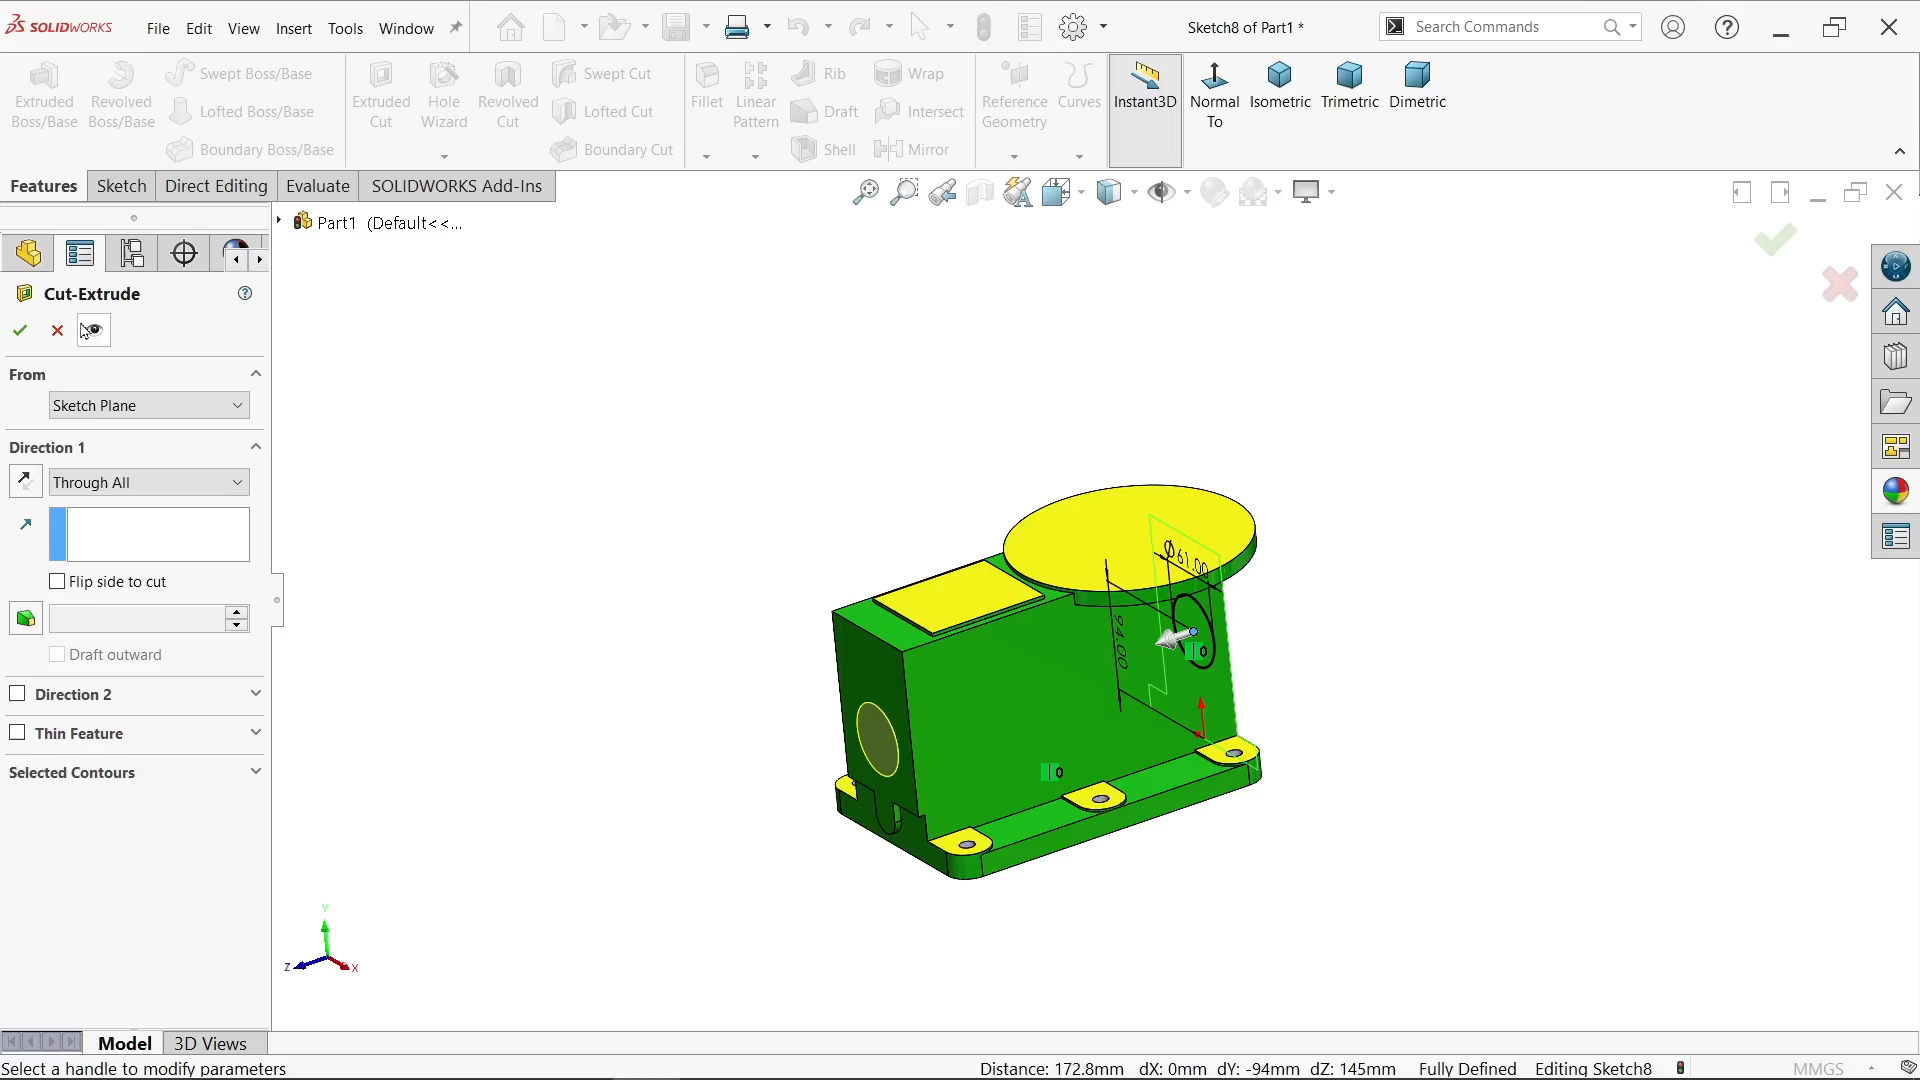 SOLIDWORKS
File Edit View Insert Tools Window
Sketch8 of Part1 *
Search Commands
Extruded Boss/Base
Revolved Boss/Base
Swept Boss/Base
Lofted Boss/Base
Boundary Boss/Base
Extruded Cut
Hole Wizard
Revolved Cut
Swept Cut
Lofted Cut
Boundary Cut
Fillet
Linear Pattern
Rib
Draft
Shell
Wrap
Intersect
Mirror
Reference Geometry
Curves
Instant3D
Normal To
Isometric
Trimetric
Dimetric
Features Sketch Direct Editing Evaluate SOLIDWORKS Add-Ins
Part1 (Default<<...
Cut-Extrude
From
Sketch Plane
Direction 1
Through All
Flip side to cut
Draft outward
Direction 2
Thin Feature
Selected Contours
Ø61.00
94.00
0
0
Y
Z
X
Model 3D Views
Select a handle to modify parameters
Distance: 172.8mm dX: 0mm dY: -94mm dZ: 145mm Fully Defined Editing Sketch8 MMGS